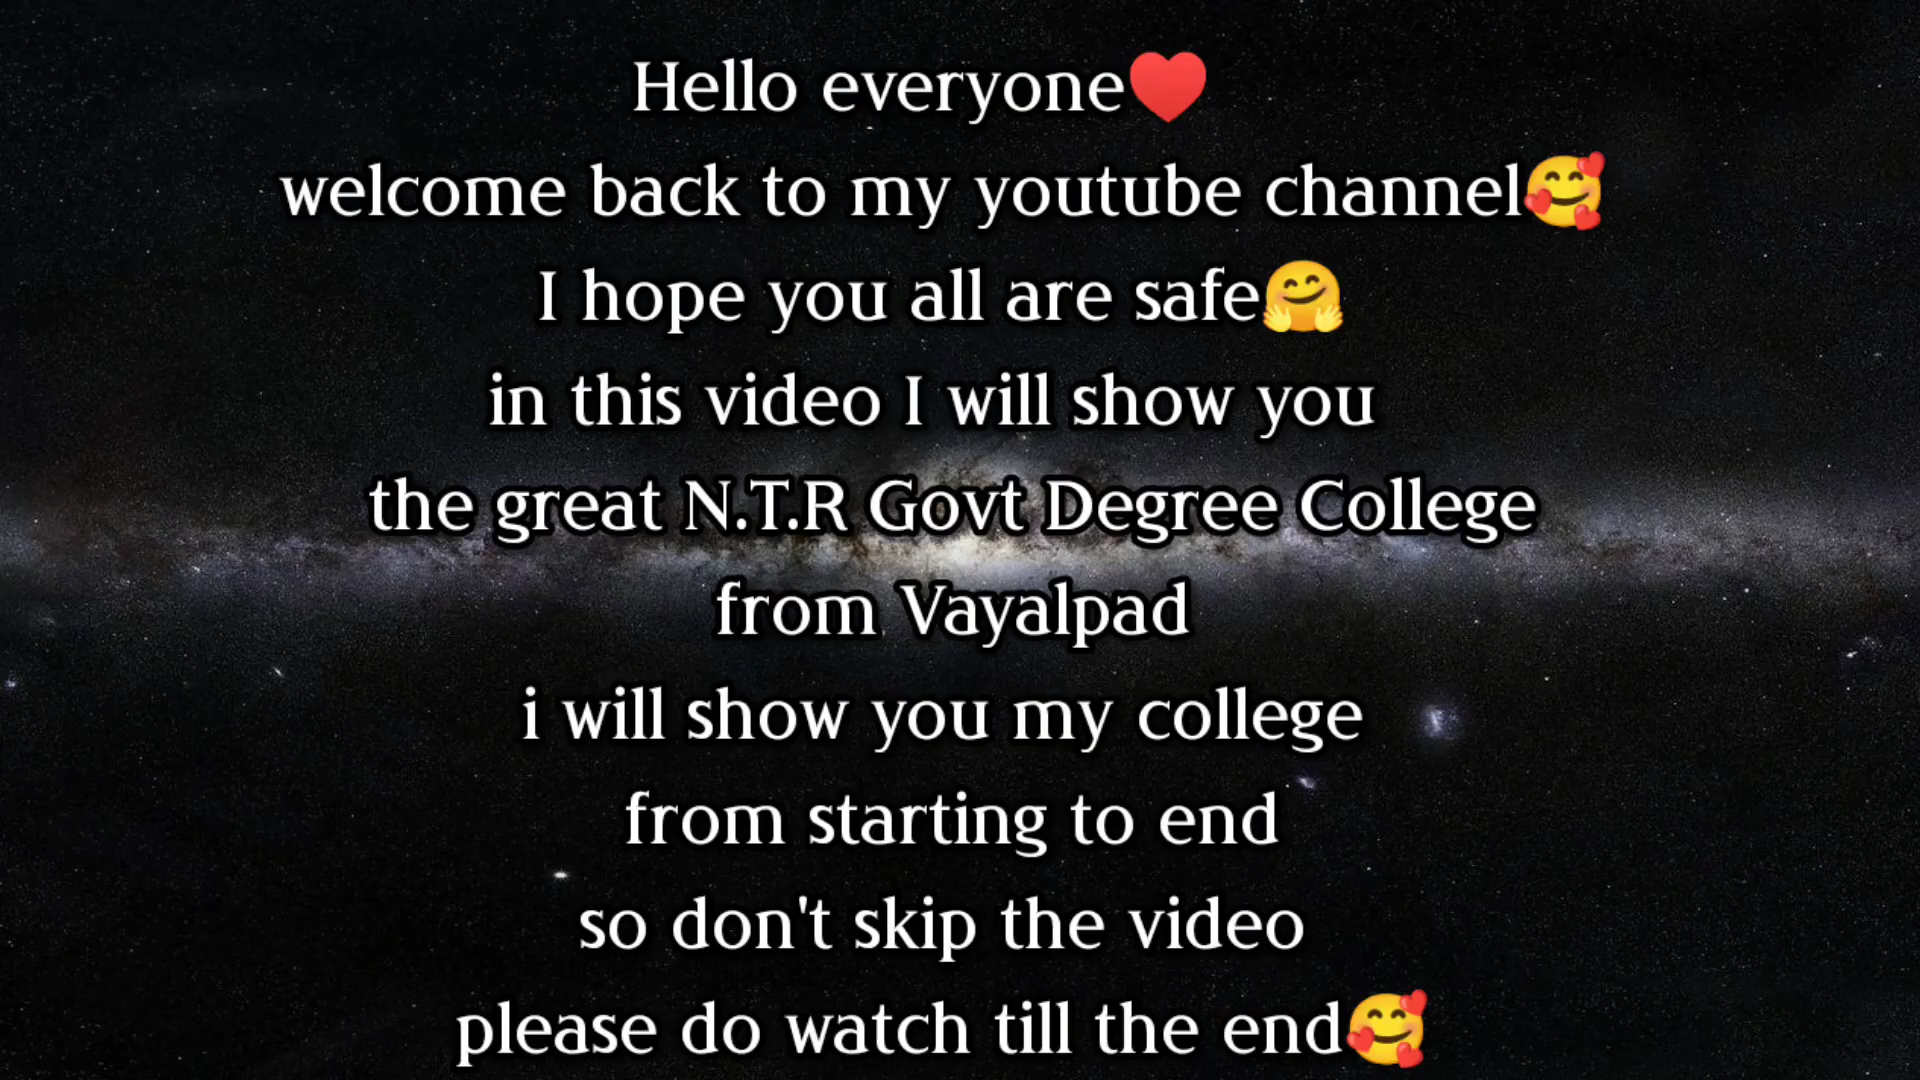 Hello everyone❤️
welcome back to my youtube channel🥰
I hope you all are safe🤗
in this video I will show you
the great N.T.R Govt Degree College
from Vayalpad
i will show you my college
from starting to end
so don't skip the video
please do watch till the end🥰